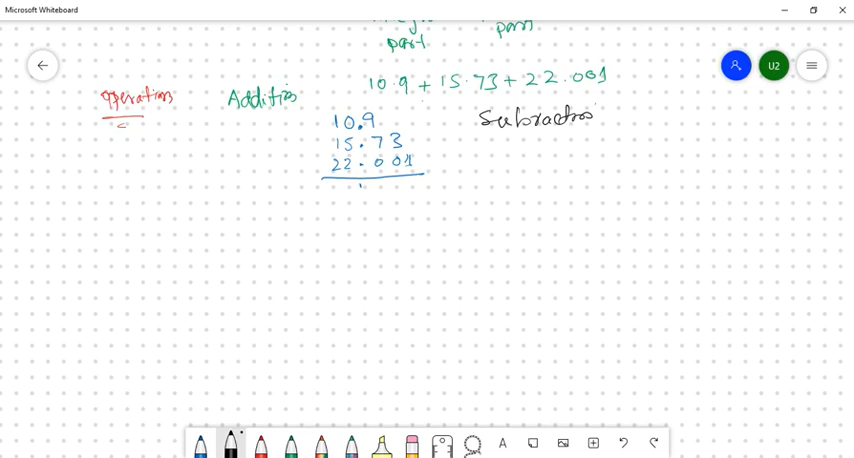 Microsoft Whiteboard
part
part
10.9 + 15.73 + 22.001
U2
Operations
Addition
Subraction
10.9
15.73
22.001
A